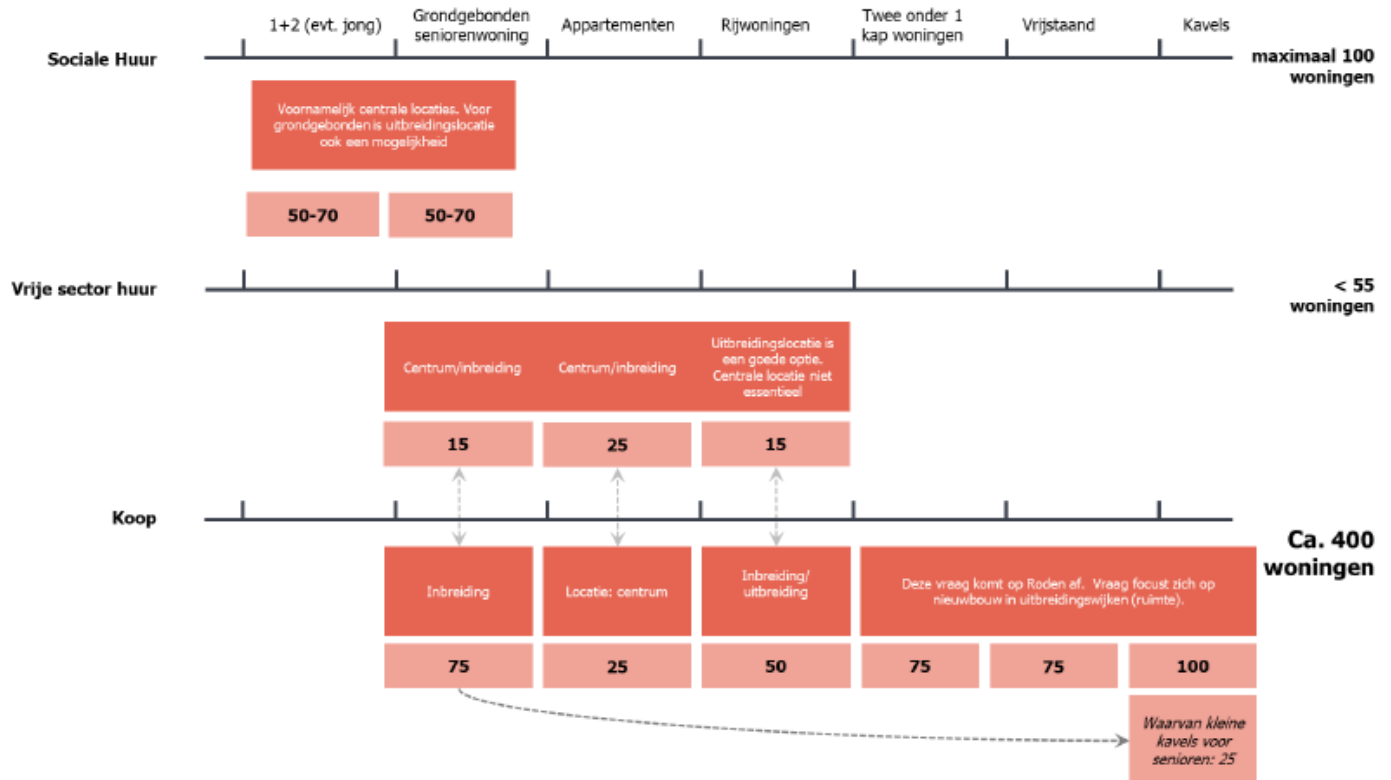 1+2 (evt. jong)
Grondgebonden
seniorenwoning
Appartementen
Rijwoningen
Twee onder 1
kap woningen
Vrijstaand
Kavels
Sociale Huur
maximaal 100
woningen
Voornamelijk centrale locaties. Voor
grondgebonden is uitbreidingslocatie
ook een mogelijkheid
50-70
50-70
Vrije sector huur
< 55
woningen
Centrum/inbreiding
Centrum/inbreiding
Uitbreidingslocatie is
een goede optie.
Centrale locatie niet
essentieel
15
25
15
Koop
Ca. 400
woningen
Inbreiding
Locatie: centrum
Inbreiding/
uitbreiding
Deze vraag komt op Roden af. Vraag focust zich op
nieuwbouw in uitbreidingswijken (ruimte).
75
25
50
75
75
100
Waarvan kleine
kavels voor
senioren: 25